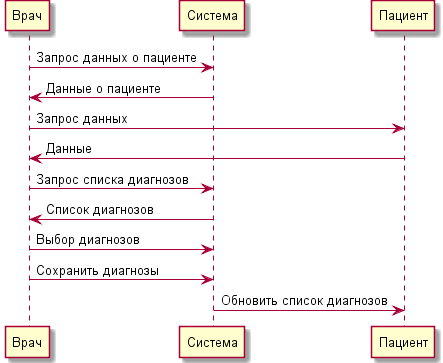 Врач Система Пациент
Запрос данных о пациенте
Данные о пациенте
Запрос данных
Данные
Запрос списка диагнозов
Список диагнозов
Выбор диагнозов
Сохранить диагнозы
Обновить список диагнозов
Врач Система Пациент